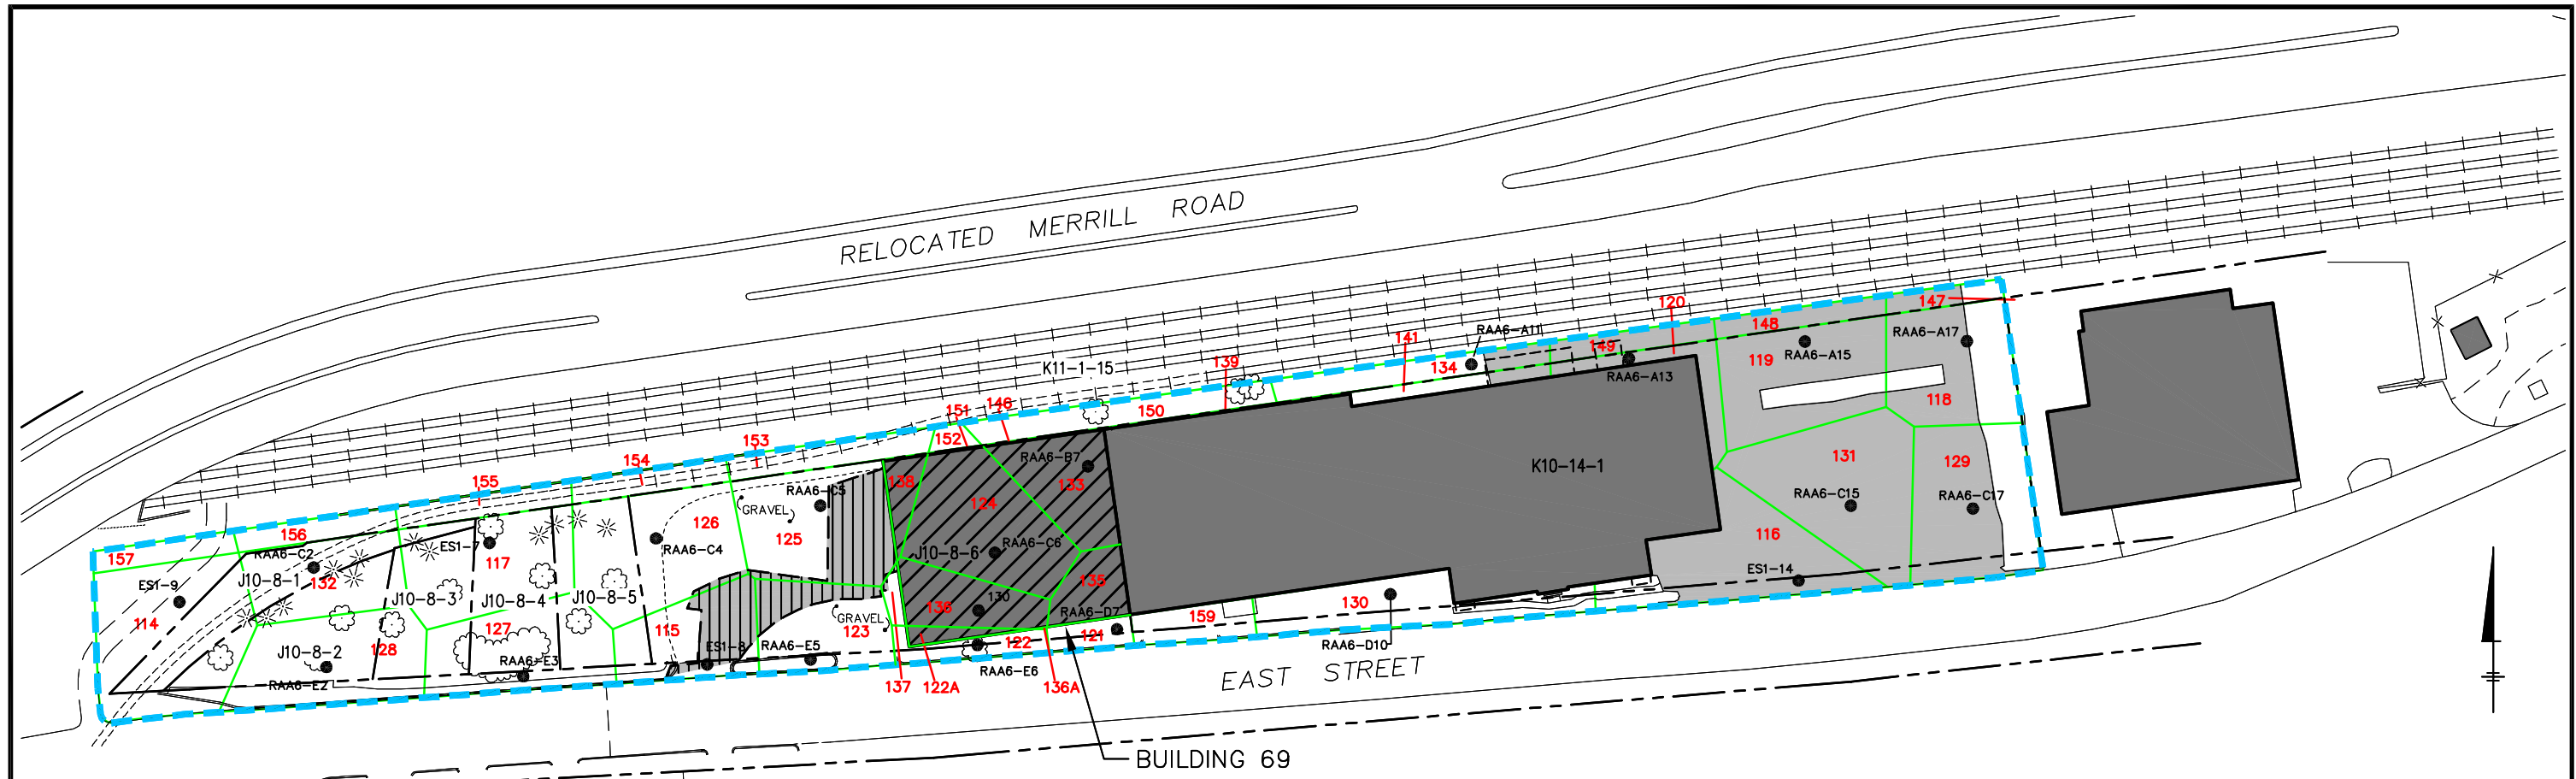 RELOCATED MERRILL ROAD
K11-1-15
139
141
134
RAA6-A11
120
149
RAA6-A13
148
119
RAA6-A15
RAA6-A17
147
118
151
146
150
152
153
154
155
156
157
RAA6-B7
133
138
124
K10-14-1
131
129
RAA6-C15
RAA6-C17
116
ES1-14
RAA6-C5
GRAVEL
126
125
RAA6-C4
ES1-7
117
RAA6-C2
J10-8-1
132
ES1-9
114
J10-8-3
J10-8-4
J10-8-5
127
128
J10-8-2
RAA6-E2
RAA6-E3
115
ES1-8
RAA6-E5
GRAVEL
123
J10-8-6
RAA6-C6
136
130
135
RAA6-D7
121
122
RAA6-E6
137
122A
136A
159
130
RAA6-D10
EAST STREET
BUILDING 69